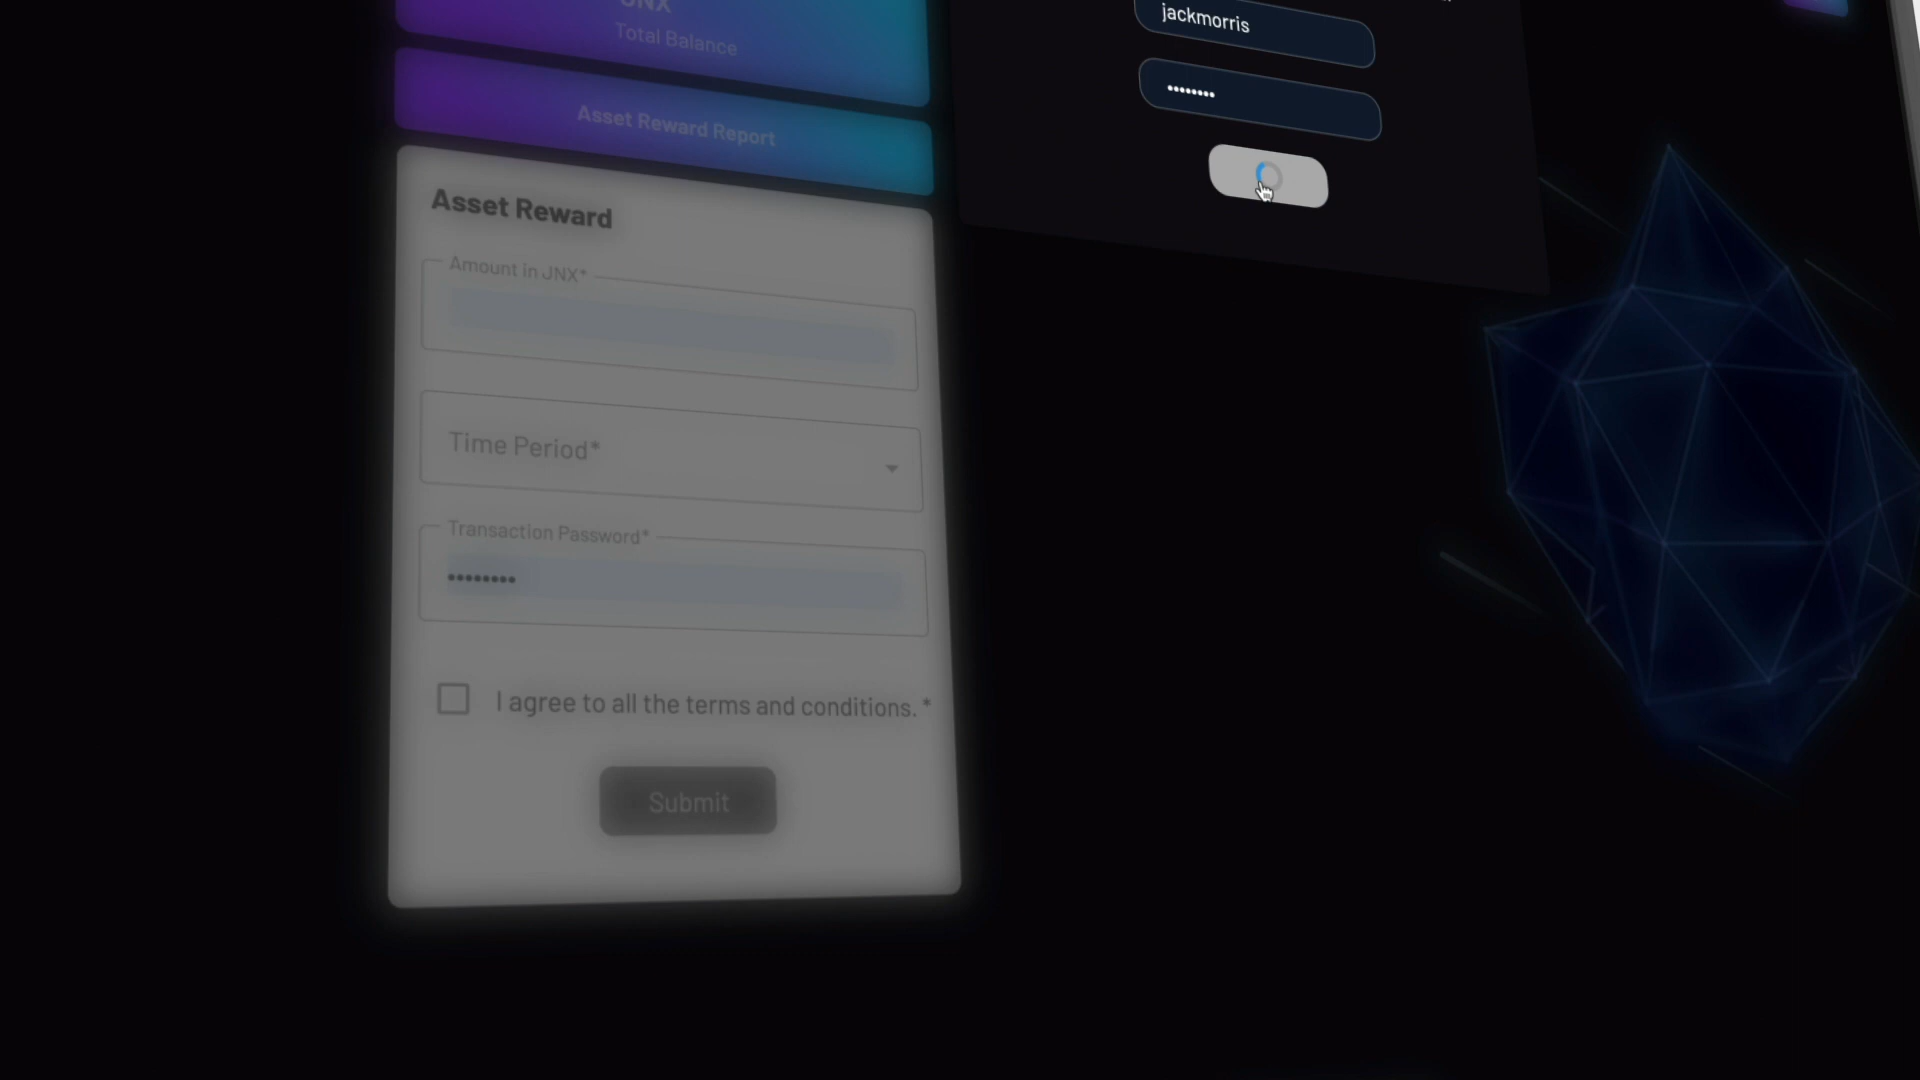 JNX
Total Balance
Asset Reward Report
Asset Reward
Amount in JNX*
Time Period*
Transaction Password*
••••••••
I agree to all the terms and conditions. *
Submit
jackmorris
••••••••